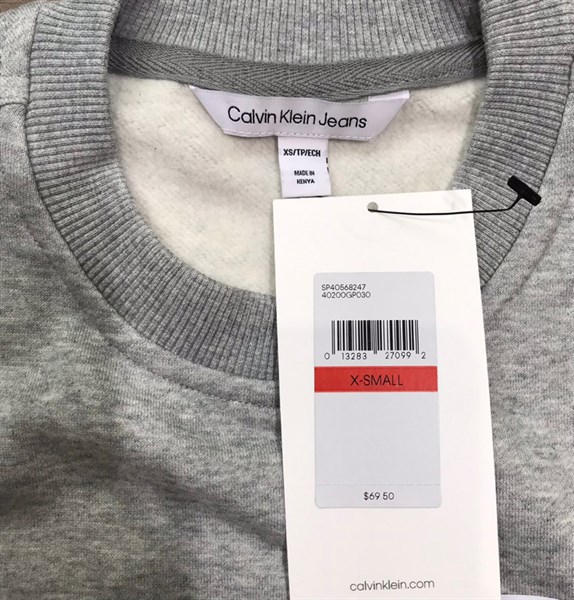 Calvin Klein Jeans
XS/TP/ECH
MADE IN
KENYA
SP40568247
40200GP030
0 13283 27099 2
X-SMALL
$69.50
calvinklein.com